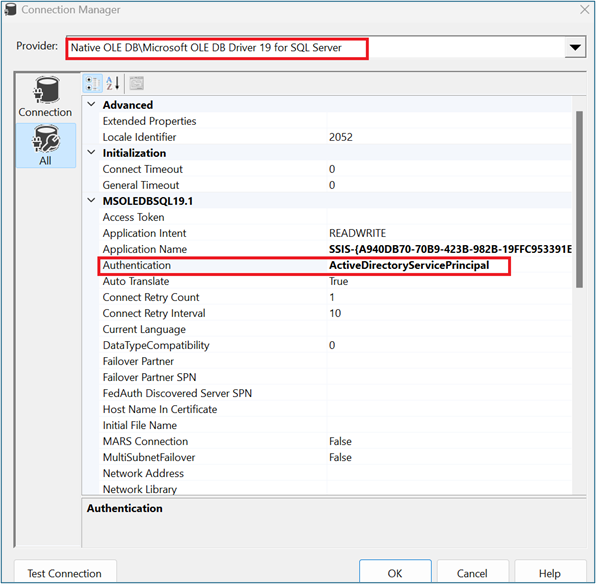 Connection Manager
Provider: Native OLE DB\Microsoft OLE DB Driver 19 for SQL Server
Connection
All
Advanced
Extended Properties
Locale Identifier 2052
Initialization
Connect Timeout 0
General Timeout 0
MSOLEDBSQL19.1
Access Token
Application Intent READWRITE
Application Name SSIS-{A940DB70-70B9-423B-982B-19FFC953391E
Authentication ActiveDirectoryServicePrincipal
Auto Translate True
Connect Retry Count 1
Connect Retry Interval 10
Current Language
DataTypeCompatibility 0
Failover Partner
Failover Partner SPN
FedAuth Discovered Server SPN
Host Name In Certificate
Initial File Name
MARS Connection False
MultiSubnetFailover False
Network Address
Network Library
Authentication
Test Connection OK Cancel Help